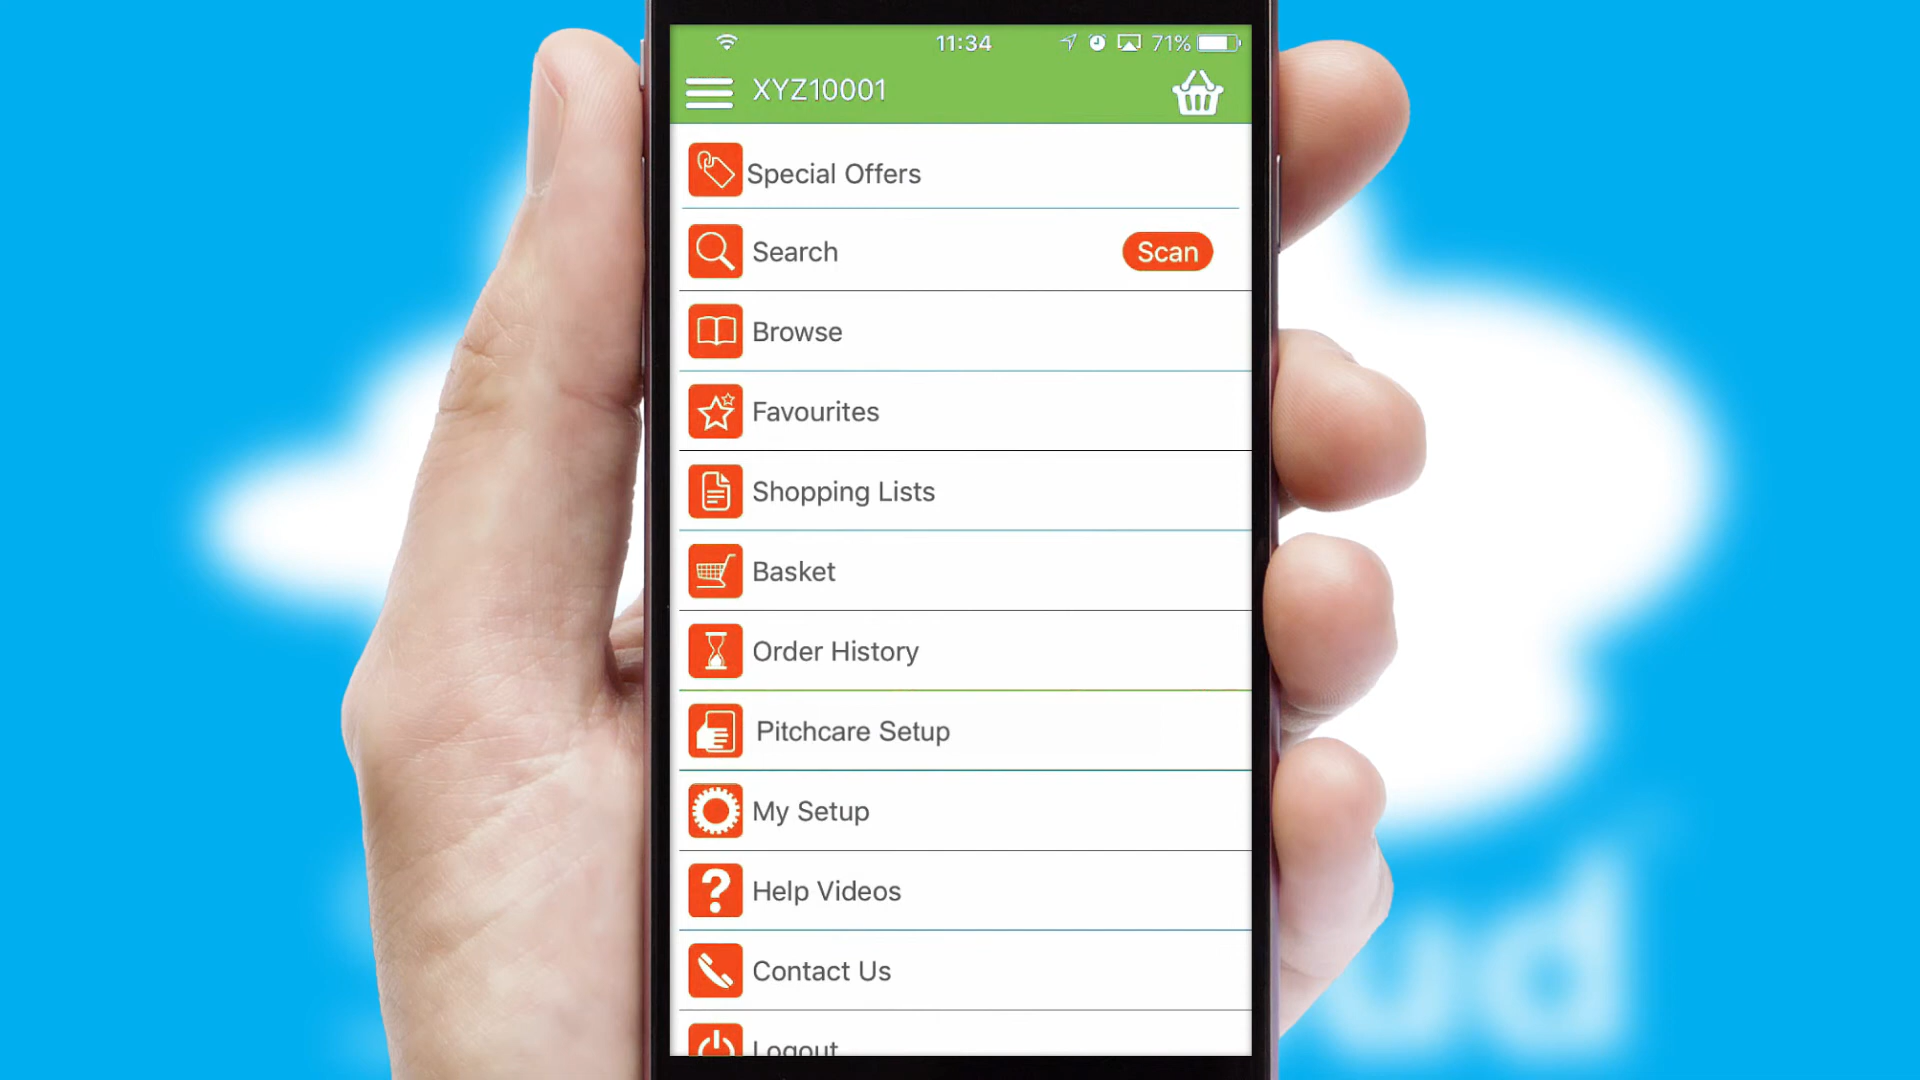 11:34
71%
XYZ10001
Special Offers
Search
Scan
Browse
Favourites
Shopping Lists
Basket
Order History
Pitchcare Setup
My Setup
Help Videos
Contact Us
Logout